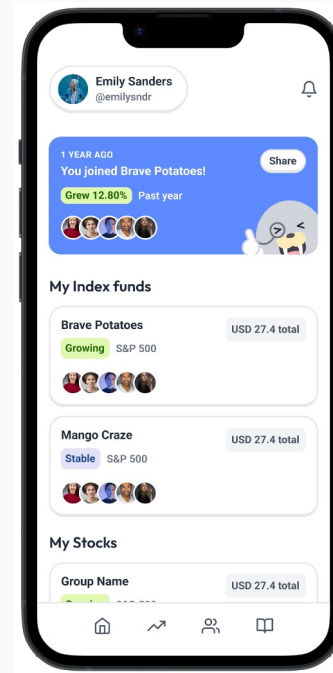 Emily Sanders
@emilysndr
1 YEAR AGO
You joined Brave Potatoes!
Share
Grew 12.80% Past year
My Index funds
Brave Potatoes
USD 27.4 total
Growing S&P 500
Mango Craze
USD 27.4 total
Stable S&P 500
My Stocks
Group Name
USD 27.4 total